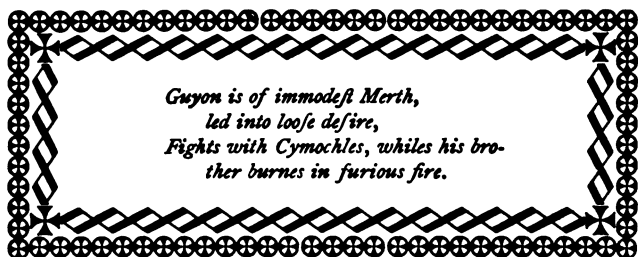 Guyon is of immodeſt Merth,
led into looſe deſire,
Fights with Cymochles, whiles his bro-
ther burnes in furious fire.